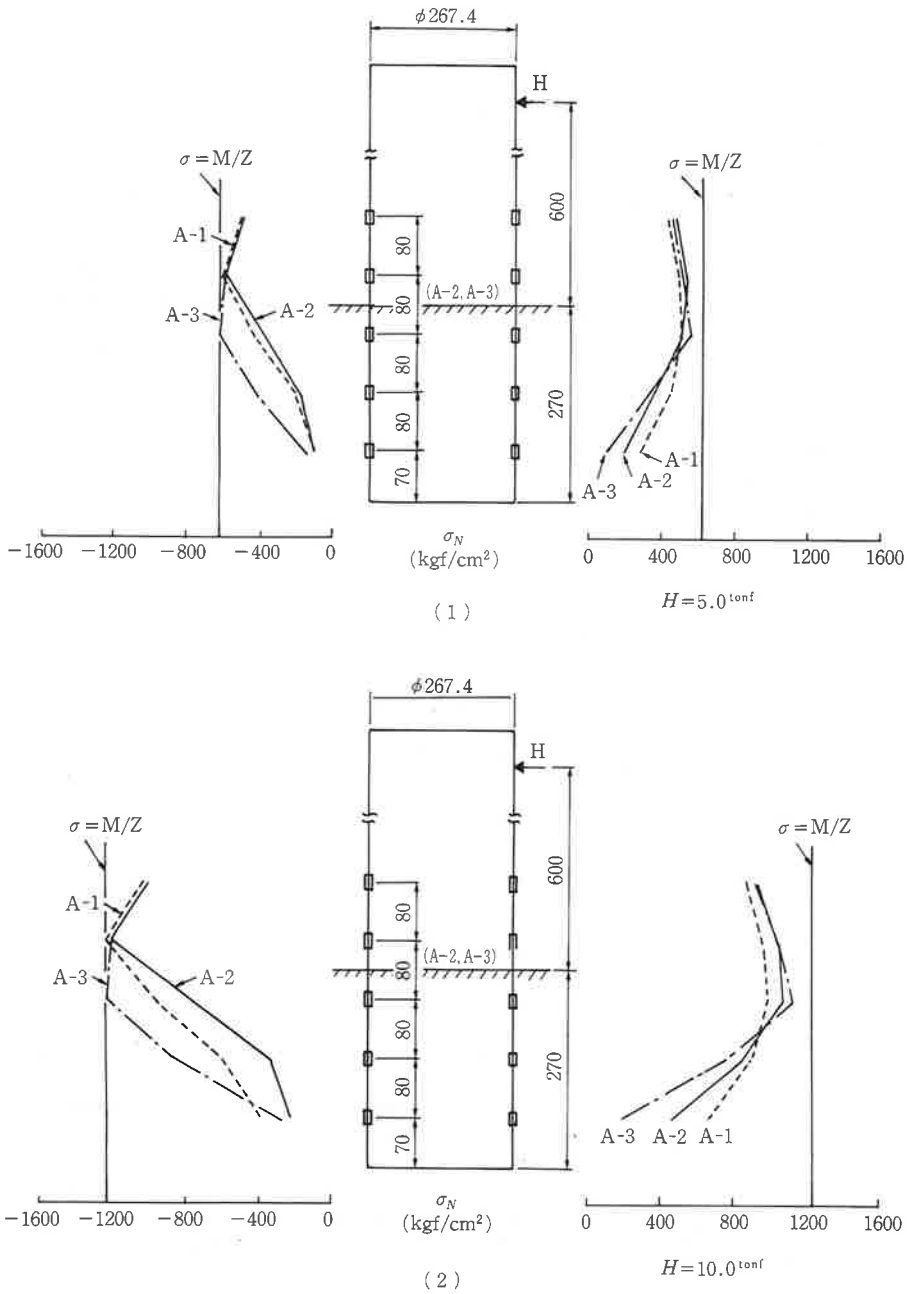 φ267.4
H
σ=M/Z
σ=M/Z
A-1
600
80
(A-2,A-3)
80
A-3
A-2
80
270
80
A-1
A-2
A-3
70
−1600 −1200 −800 −400 0
σN
(kgf/cm²)
0 400 800 1200 1600
(1)
H=5.0tonf
φ267.4
H
σ=M/Z
σ=M/Z
600
A-1
80
(A-2,A-3)
80
A-3
A-2
80
270
80
A-3 A-2 A-1
70
−1600 −1200 −800 −400 0
σN
(kgf/cm²)
0 400 800 1200 1600
(2)
H=10.0tonf